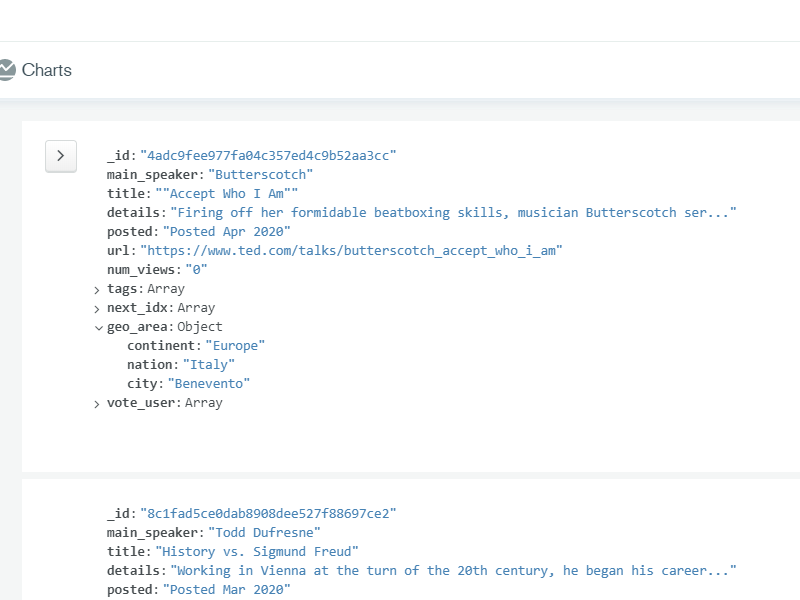 Charts
_id: "4adc9fee977fa04c357ed4c9b52aa3cc"
main_speaker: "Butterscotch"
title: ""Accept Who I Am""
details: "Firing off her formidable beatboxing skills, musician Butterscotch ser..."
posted: "Posted Apr 2020"
url: "https://www.ted.com/talks/butterscotch_accept_who_i_am"
num_views: "0"
tags: Array
next_idx: Array
geo_area: Object
continent: "Europe"
nation: "Italy"
city: "Benevento"
vote_user: Array
_id: "8c1fad5ce0dab8908dee527f88697ce2"
main_speaker: "Todd Dufresne"
title: "History vs. Sigmund Freud"
details: "Working in Vienna at the turn of the 20th century, he began his career..."
posted: "Posted Mar 2020"